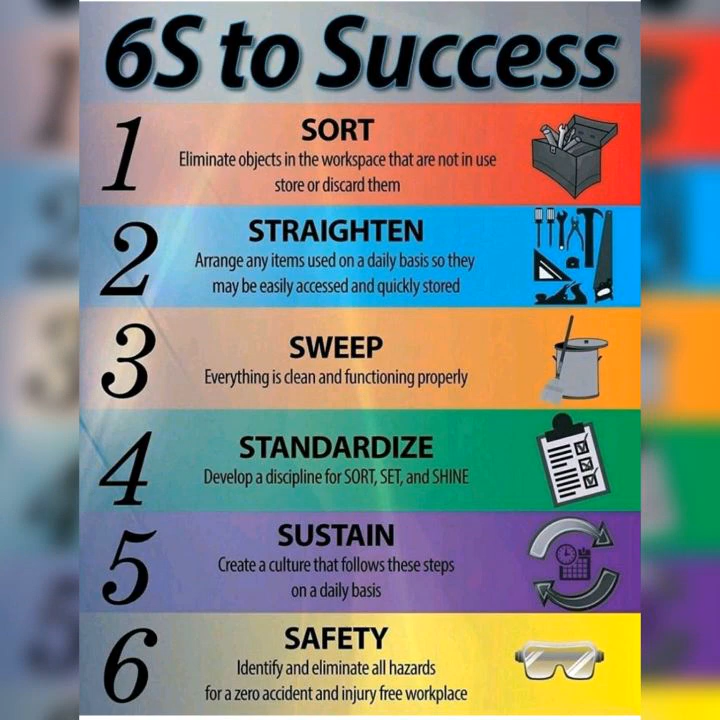 6S to Success
1
SORT
Eliminate objects in the workspace that are not in use
store or discard them
2
STRAIGHTEN
Arrange any items used on a daily basis so they
may be easily accessed and quickly stored
3
SWEEP
Everything is clean and functioning properly
4
STANDARDIZE
Develop a discipline for SORT, SET, and SHINE
5
SUSTAIN
Create a culture that follows these steps
on a daily basis
6
SAFETY
Identify and eliminate all hazards
for a zero accident and injury free workplace